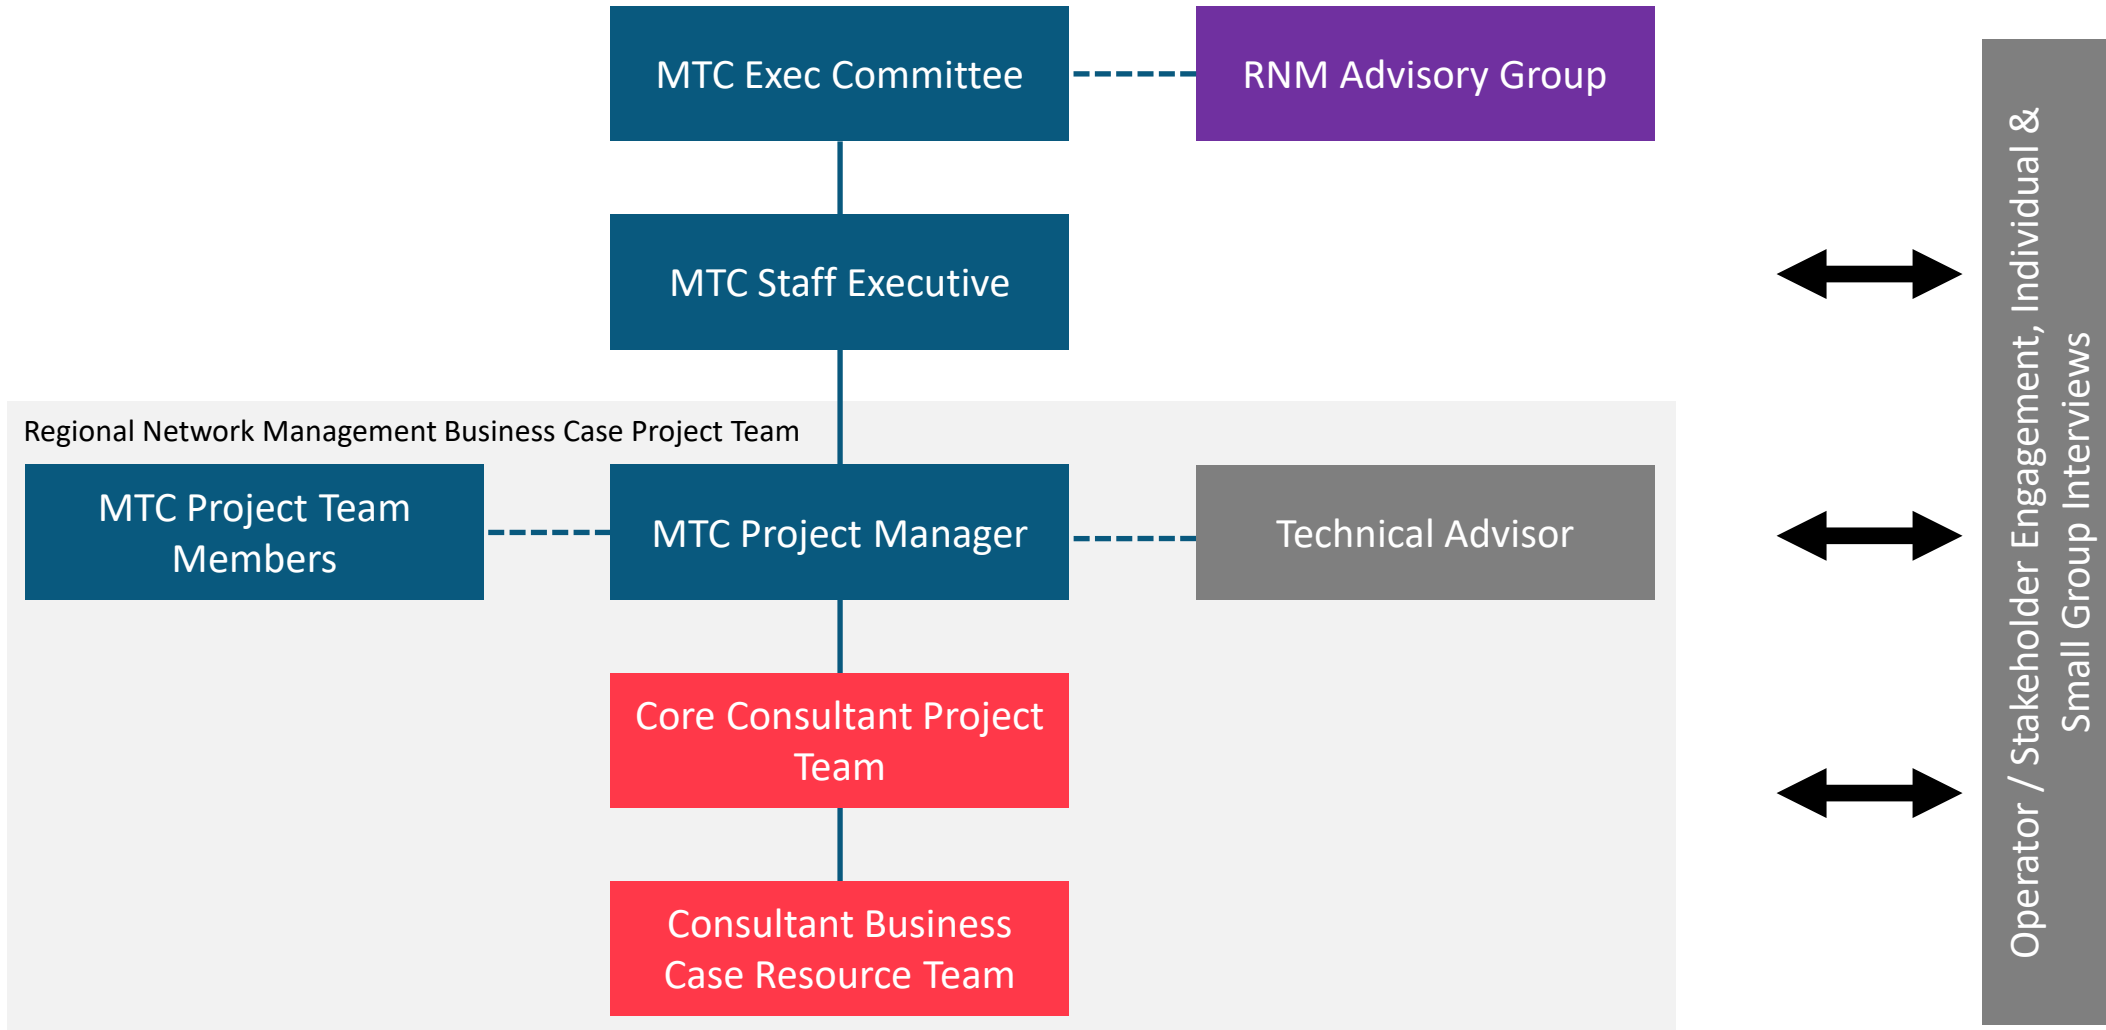 MTC Exec Committee
RNM Advisory Group
MTC Staff Executive
Regional Network Management Business Case Project Team
MTC Project Team
Members
MTC Project Manager
Technical Advisor
Core Consultant Project
Team
Consultant Business
Case Resource Team
Operator / Stakeholder Engagement, Individual &
Small Group Interviews